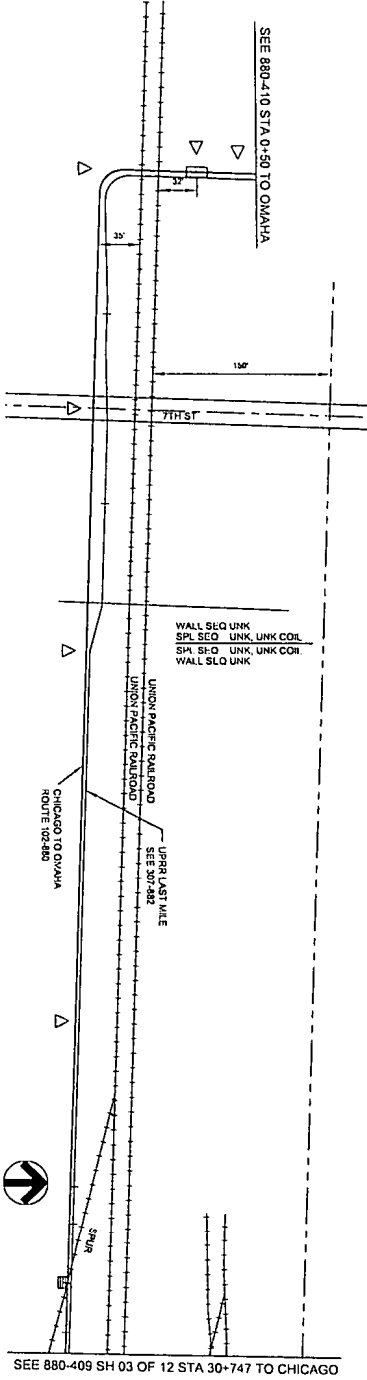 SEE 880-410 STA 0+50 TO OMAHA
32'
35'
150'
7TH ST
WALL SEQ UNK
SPL SEQ UNK, UNK COIL
SPL SEQ UNK, UNK COIL
WALL SEQ UNK
UNION PACIFIC RAILROAD
UNION PACIFIC RAILROAD
UPRR LAST MILE
SEE 307-882
CHICAGO TO OMAHA
ROUTE 102-880
SPUR
SEE 880-409 SH 03 OF 12 STA 30+747 TO CHICAGO